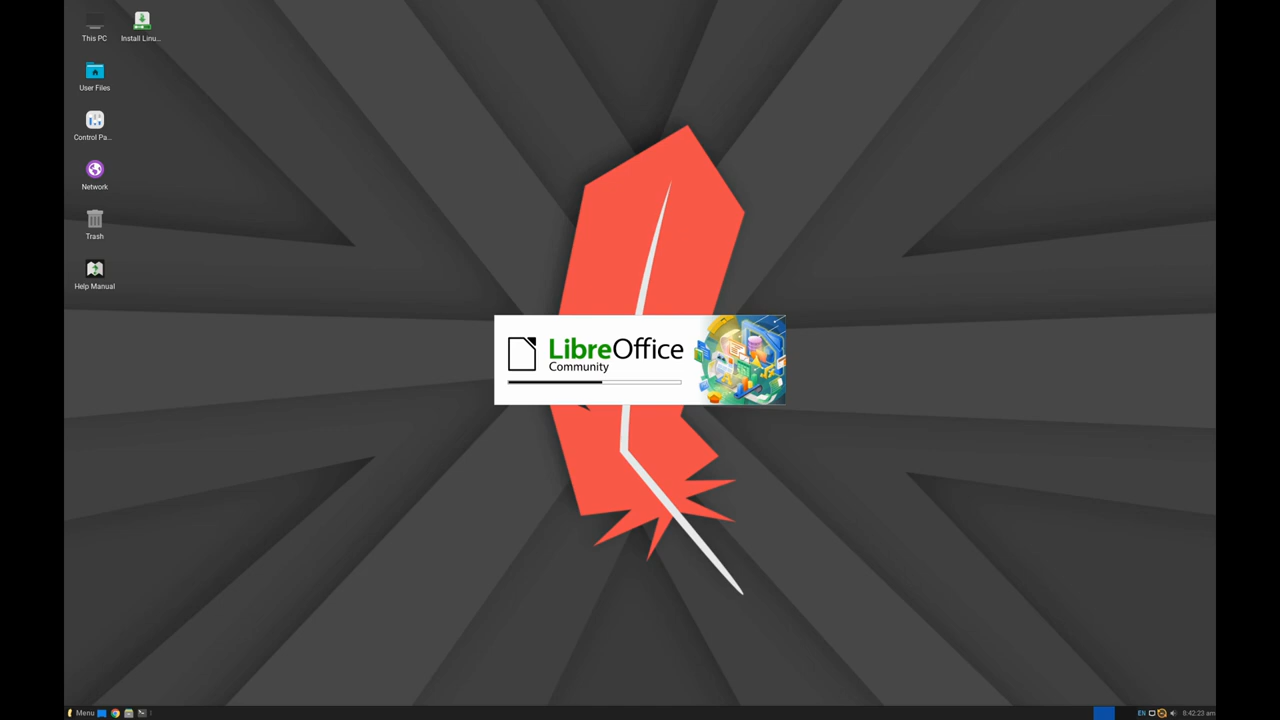 This PC
Install Linu...
User Files
Control Pa...
Network
Trash
Help Manual
LibreOffice
Community
Menu
EN
8:42:23 am